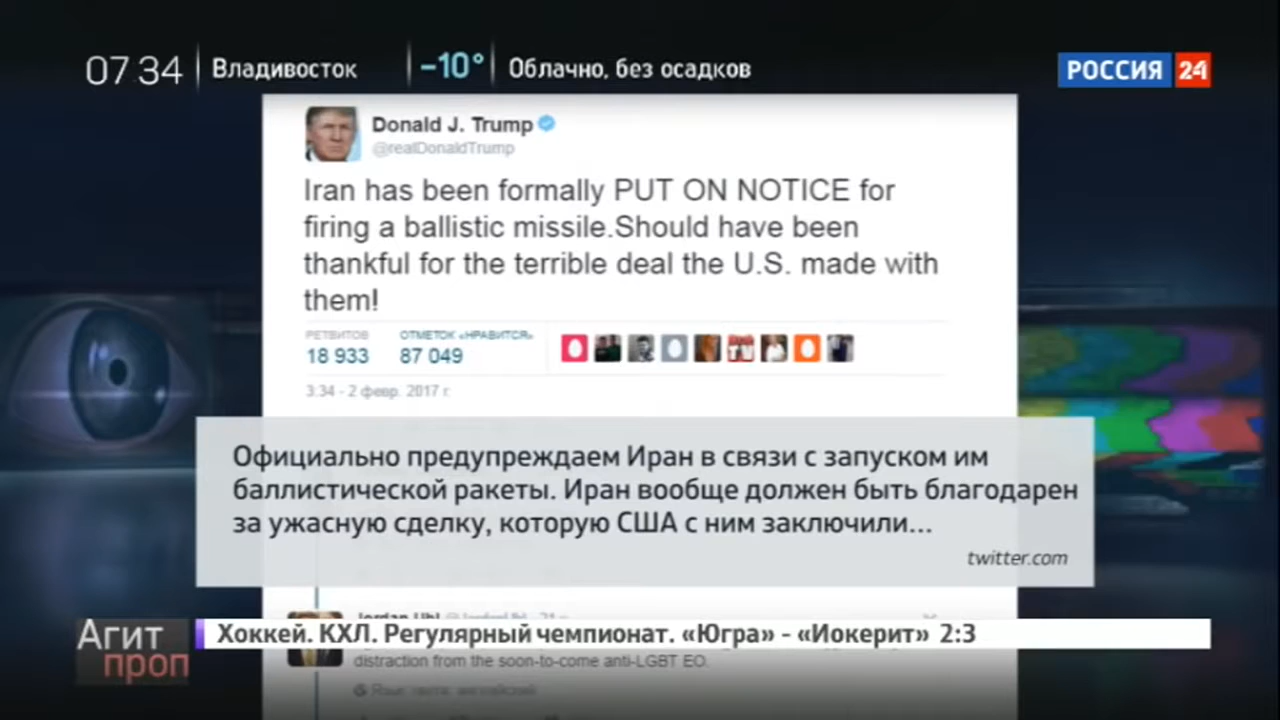 07.34 Владивосток -10° Облачно, без осадков
РОССИЯ 24
Donald J. Trump
@realDonaldTrump
Iran has been formally PUT ON NOTICE for
firing a ballistic missile.Should have been
thankful for the terrible deal the U.S. made with
them!
РЕТВИТОВ ОТМЕТОК «НРАВИТСЯ»
18 933 87 049
TV
3:34 - 2 февр. 2017 г.
Официально предупреждаем Иран в связи с запуском им
баллистической ракеты. Иран вообще должен быть благодарен
за ужасную сделку, которую США с ним заключили...
twitter.com
Агит
проп
Хоккей. КХЛ. Регулярный чемпионат. «Югра» - «Йокерит» 2:3
distraction from the soon-to-come anti-LGBT EO.